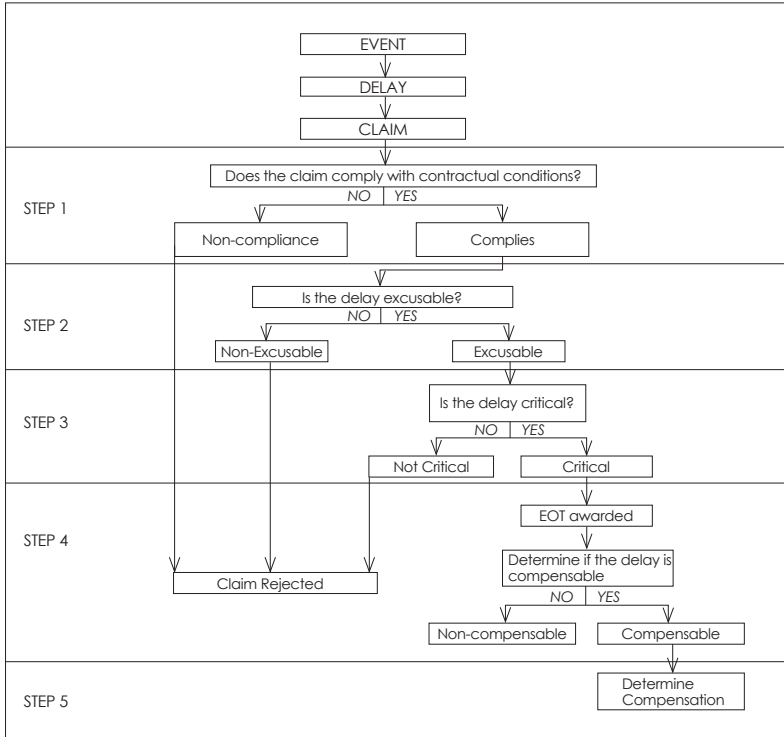 EVENT
DELAY
CLAIM
Does the claim comply with contractual conditions?
NO YES
STEP 1
Non-compliance
Complies
Is the delay excusable?
NO YES
STEP 2
Non-Excusable
Excusable
Is the delay critical?
NO YES
STEP 3
Not Critical
Critical
EOT awarded
STEP 4
Determine if the delay is
compensable
Claim Rejected
NO YES
Non-compensable
Compensable
STEP 5
Determine
Compensation